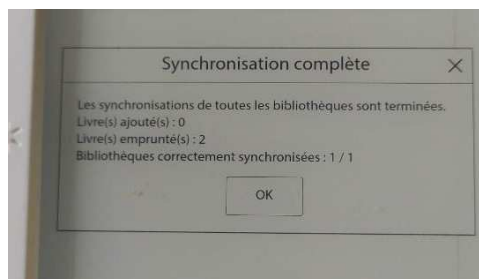 Synchronisation complète
Les synchronisations de toutes les bibliothèques sont terminées.
Livre(s) ajouté(s) : 0
Livre(s) emprunté(s) : 2
Bibliothèques correctement synchronisées : 1 / 1
OK